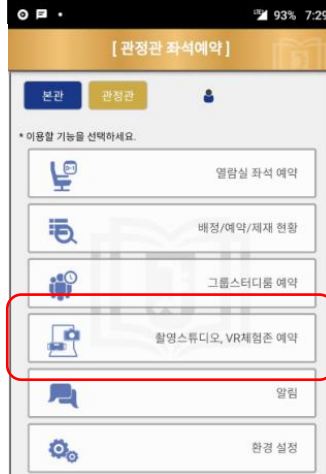 93% 7:29
[ 관정관 좌석예약 ]
본관 관정관
* 이용할 기능을 선택하세요.
열람실 좌석 예약
배정/예약/제재 현황
그룹스터디룸 예약
촬영스튜디오, VR체험존 예약
알림
환경 설정